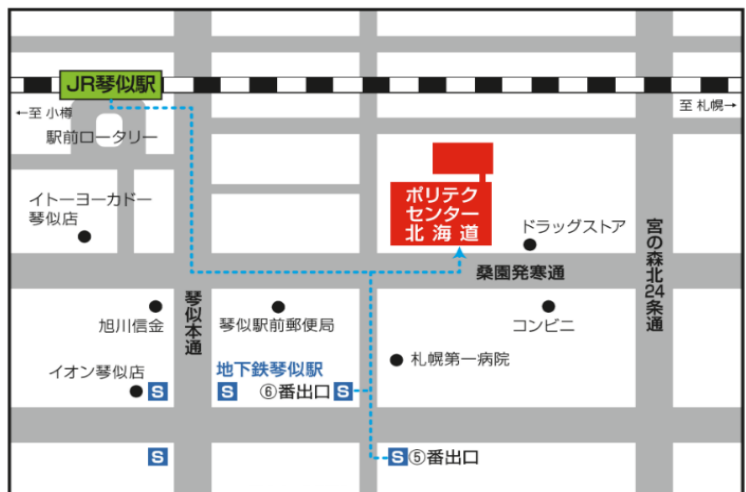 JR琴似駅
←至 小樽
至 札幌→
駅前ロータリー
イトーヨーカドー
琴似店
ポリテク
センター
北海道
ドラッグストア
宮の森北24条通
桑園発寒通
琴似本通
旭川信金
琴似駅前郵便局
コンビニ
イオン琴似店
S
地下鉄琴似駅
S
⑥番出口 S
札幌第一病院
S
S ⑤番出口